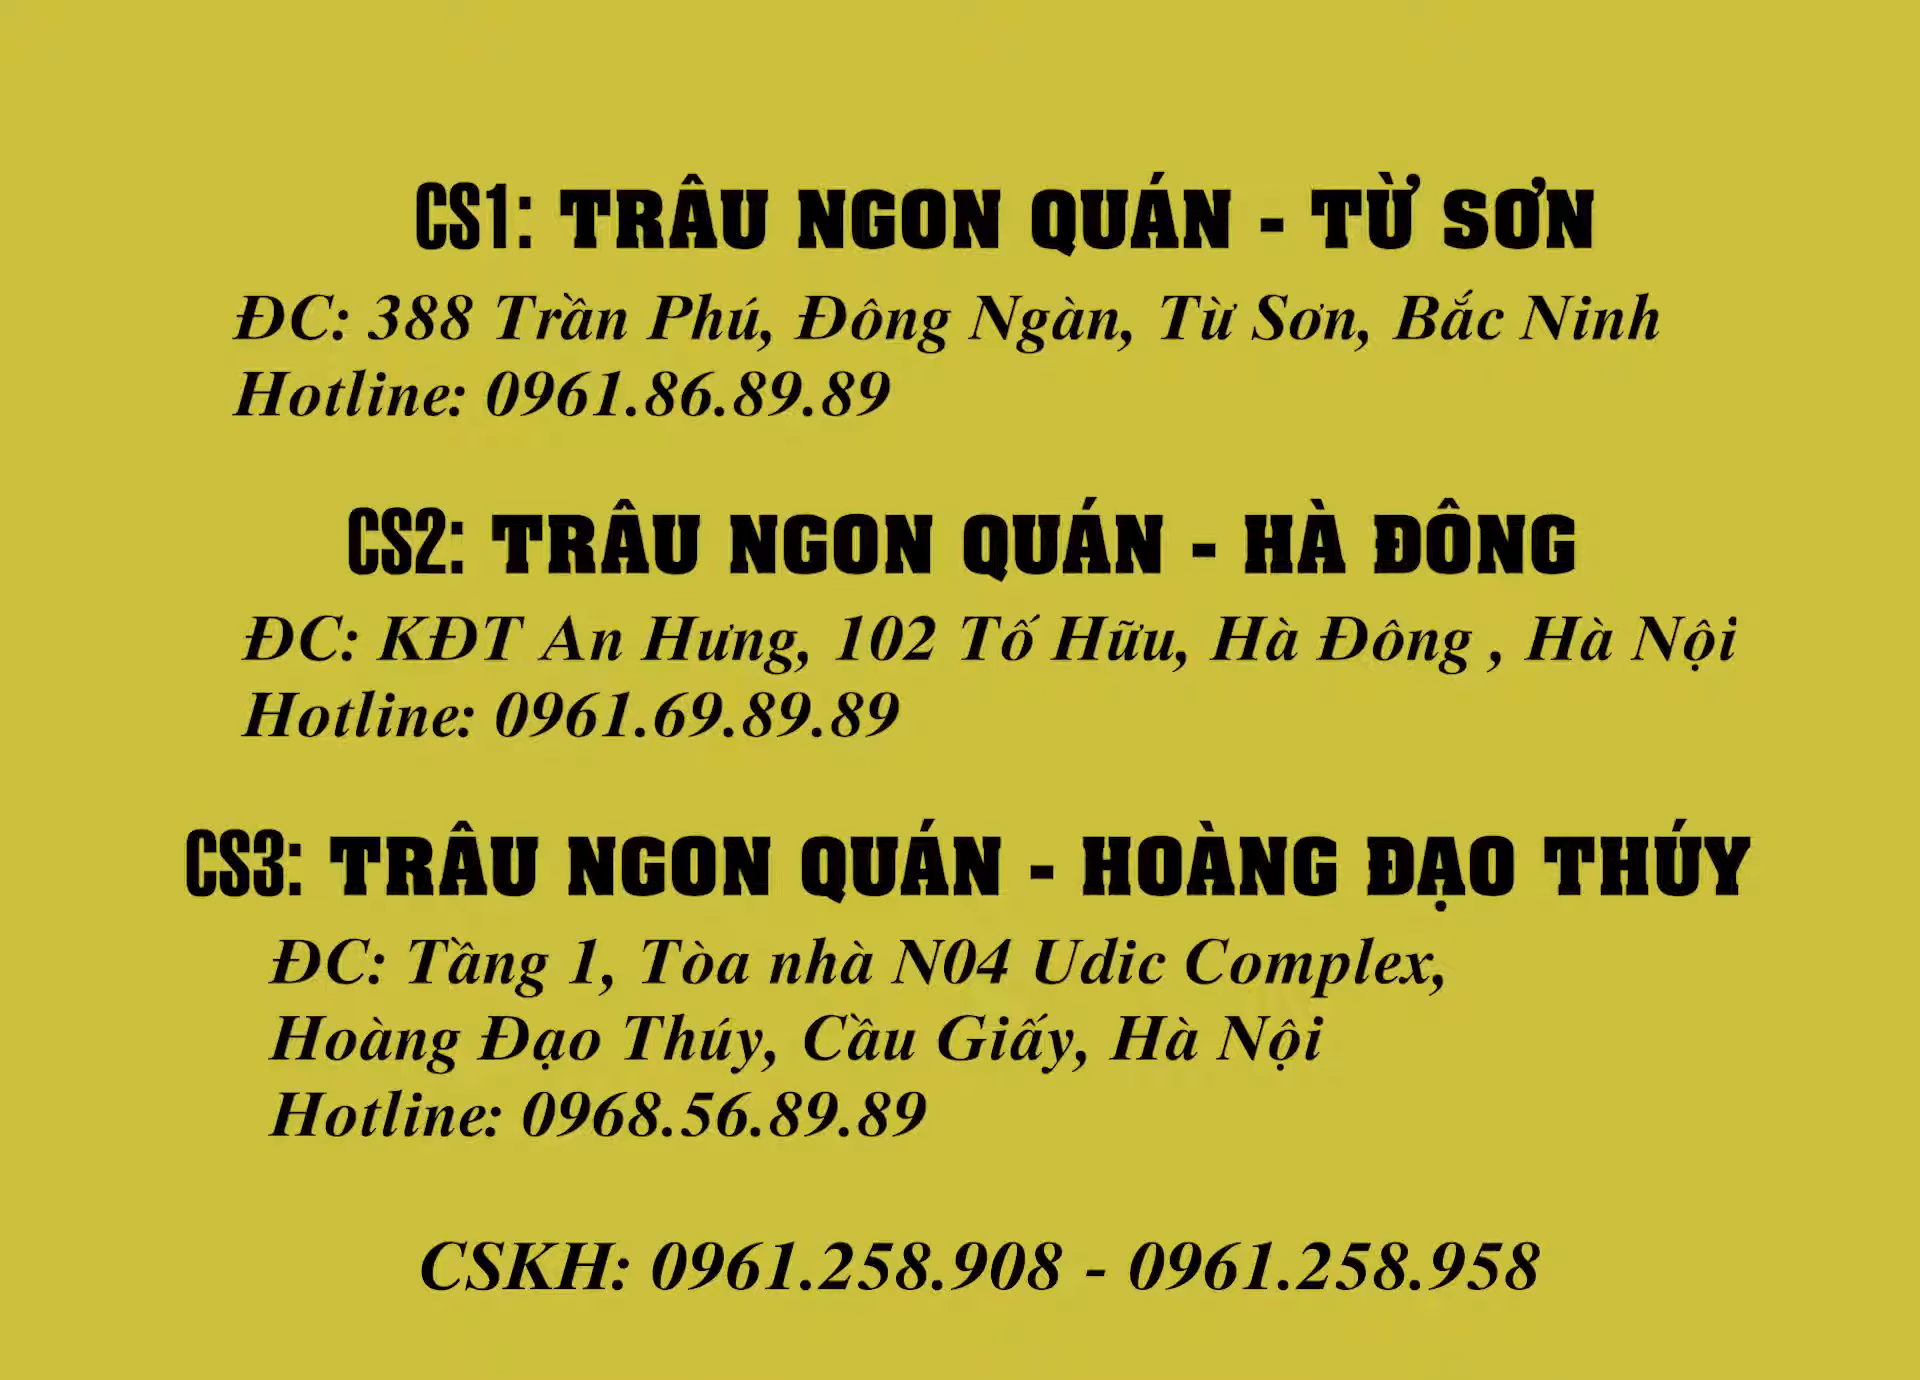 CS1: TRÂU NGON QUÁN - TỪ SƠN
ĐC: 388 Trần Phú, Đông Ngàn, Từ Sơn, Bắc Ninh
Hotline: 0961.86.89.89
CS2: TRÂU NGON QUÁN - HÀ ĐÔNG
ĐC: KĐT An Hưng, 102 Tố Hữu, Hà Đông , Hà Nội
Hotline: 0961.69.89.89
CS3: TRÂU NGON QUÁN - HOÀNG ĐẠO THÚY
ĐC: Tầng 1, Tòa nhà N04 Udic Complex,
Hoàng Đạo Thúy, Cầu Giấy, Hà Nội
Hotline: 0968.56.89.89
CSKH: 0961.258.908 - 0961.258.958